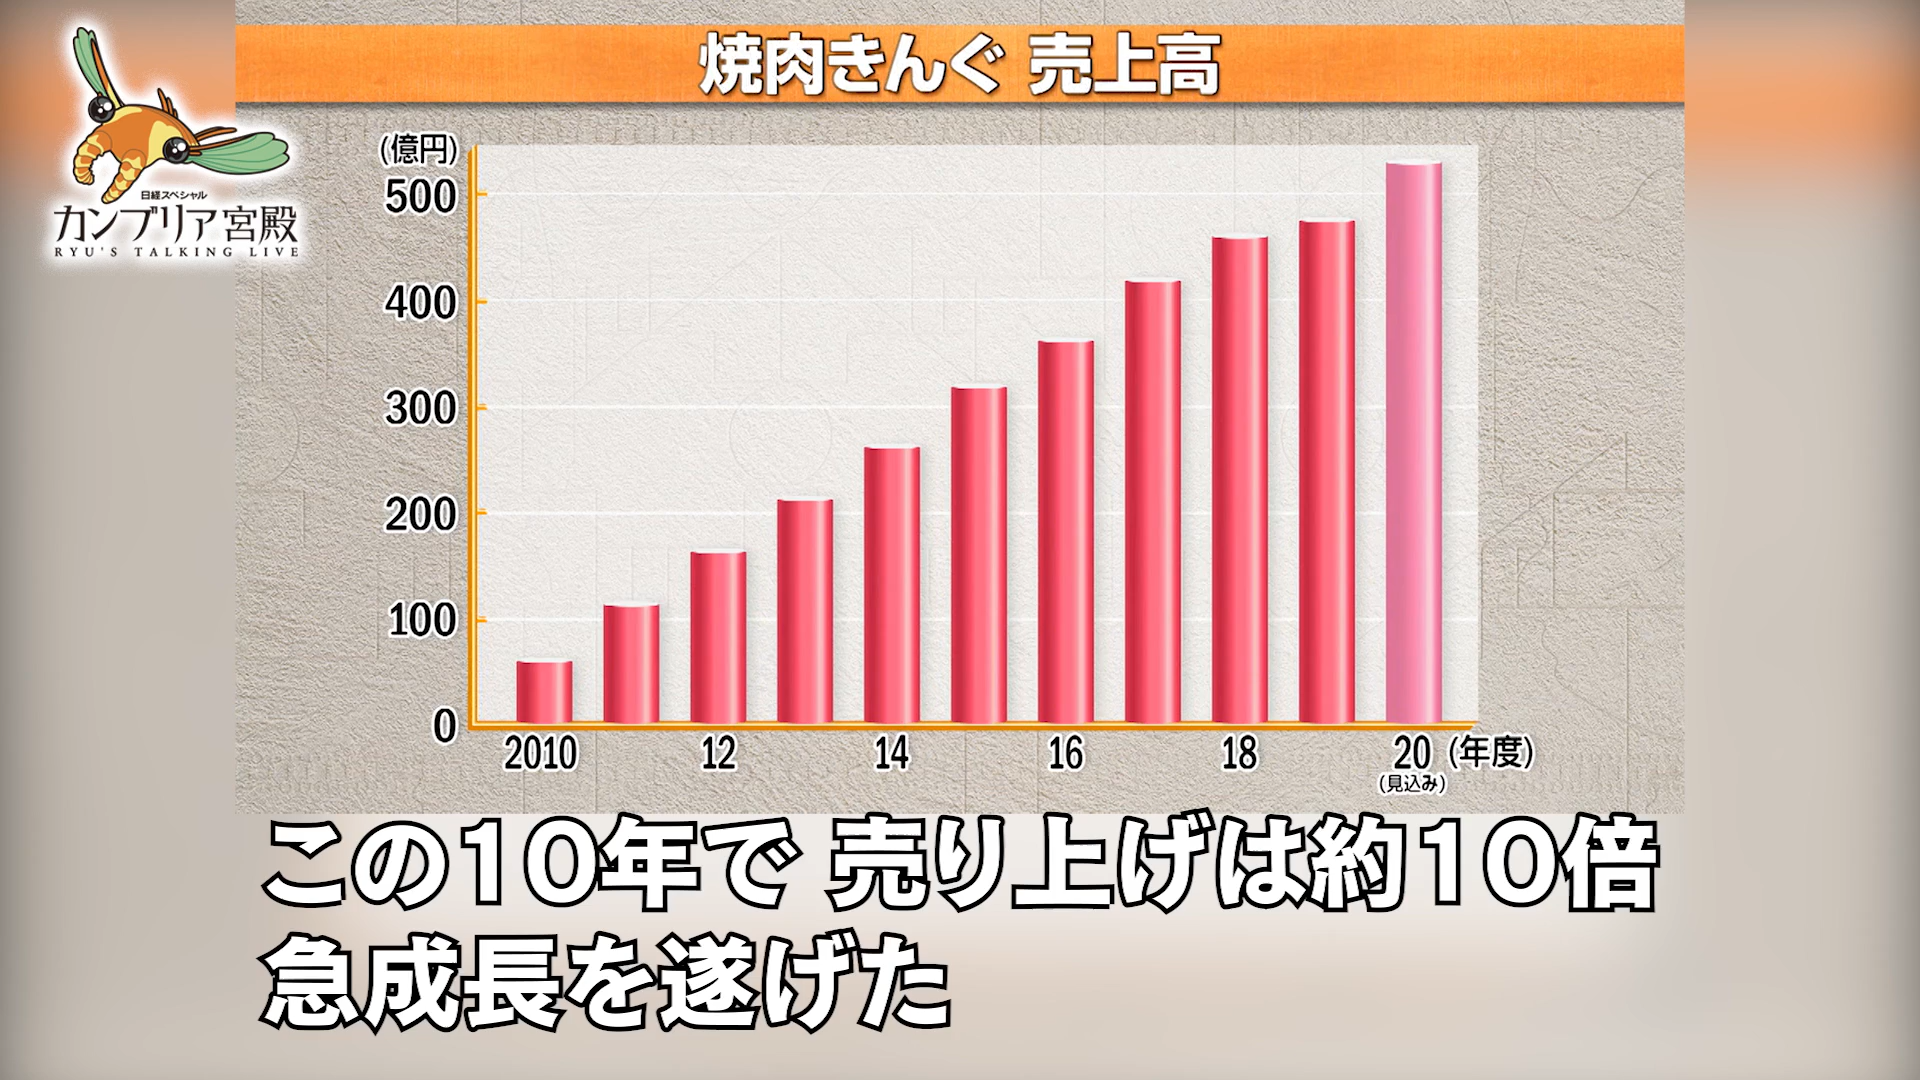 焼肉きんぐ 売上高
日経スペシャル
カンブリア宮殿
RYU'S TALKING LIVE
(億円)
500
400
300
200
100
0
2010 12 14 16 18 20 (年度)
(見込み)
この10年で 売り上げは約10倍
急成長を遂げた